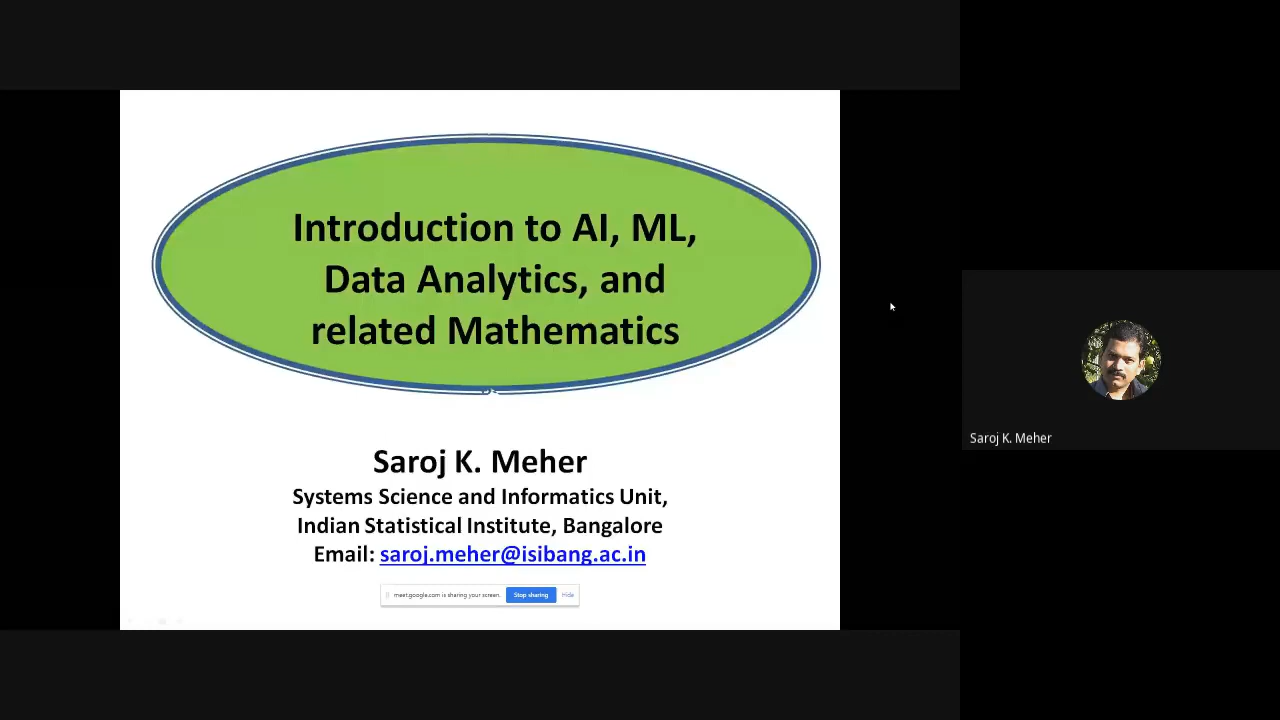 Introduction to AI, ML,
Data Analytics, and
related Mathematics
Saroj K. Meher
Systems Science and Informatics Unit,
Indian Statistical Institute, Bangalore
Email: saroj.meher@isibang.ac.in
meet.google.com is sharing your screen. Stop sharing Hide
Saroj K. Meher